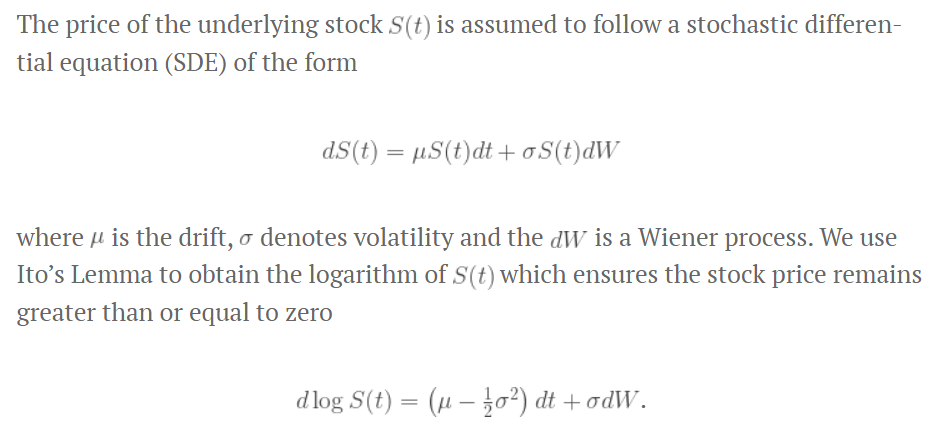 The price of the underlying stock S(t) is assumed to follow a stochastic differen-
tial equation (SDE) of the form
dS(t) = μS(t)dt + σS(t)dW
where μ is the drift, σ denotes volatility and the dW is a Wiener process. We use
Ito’s Lemma to obtain the logarithm of S(t) which ensures the stock price remains
greater than or equal to zero
d log S(t) = (μ − ½σ²) dt + σdW.